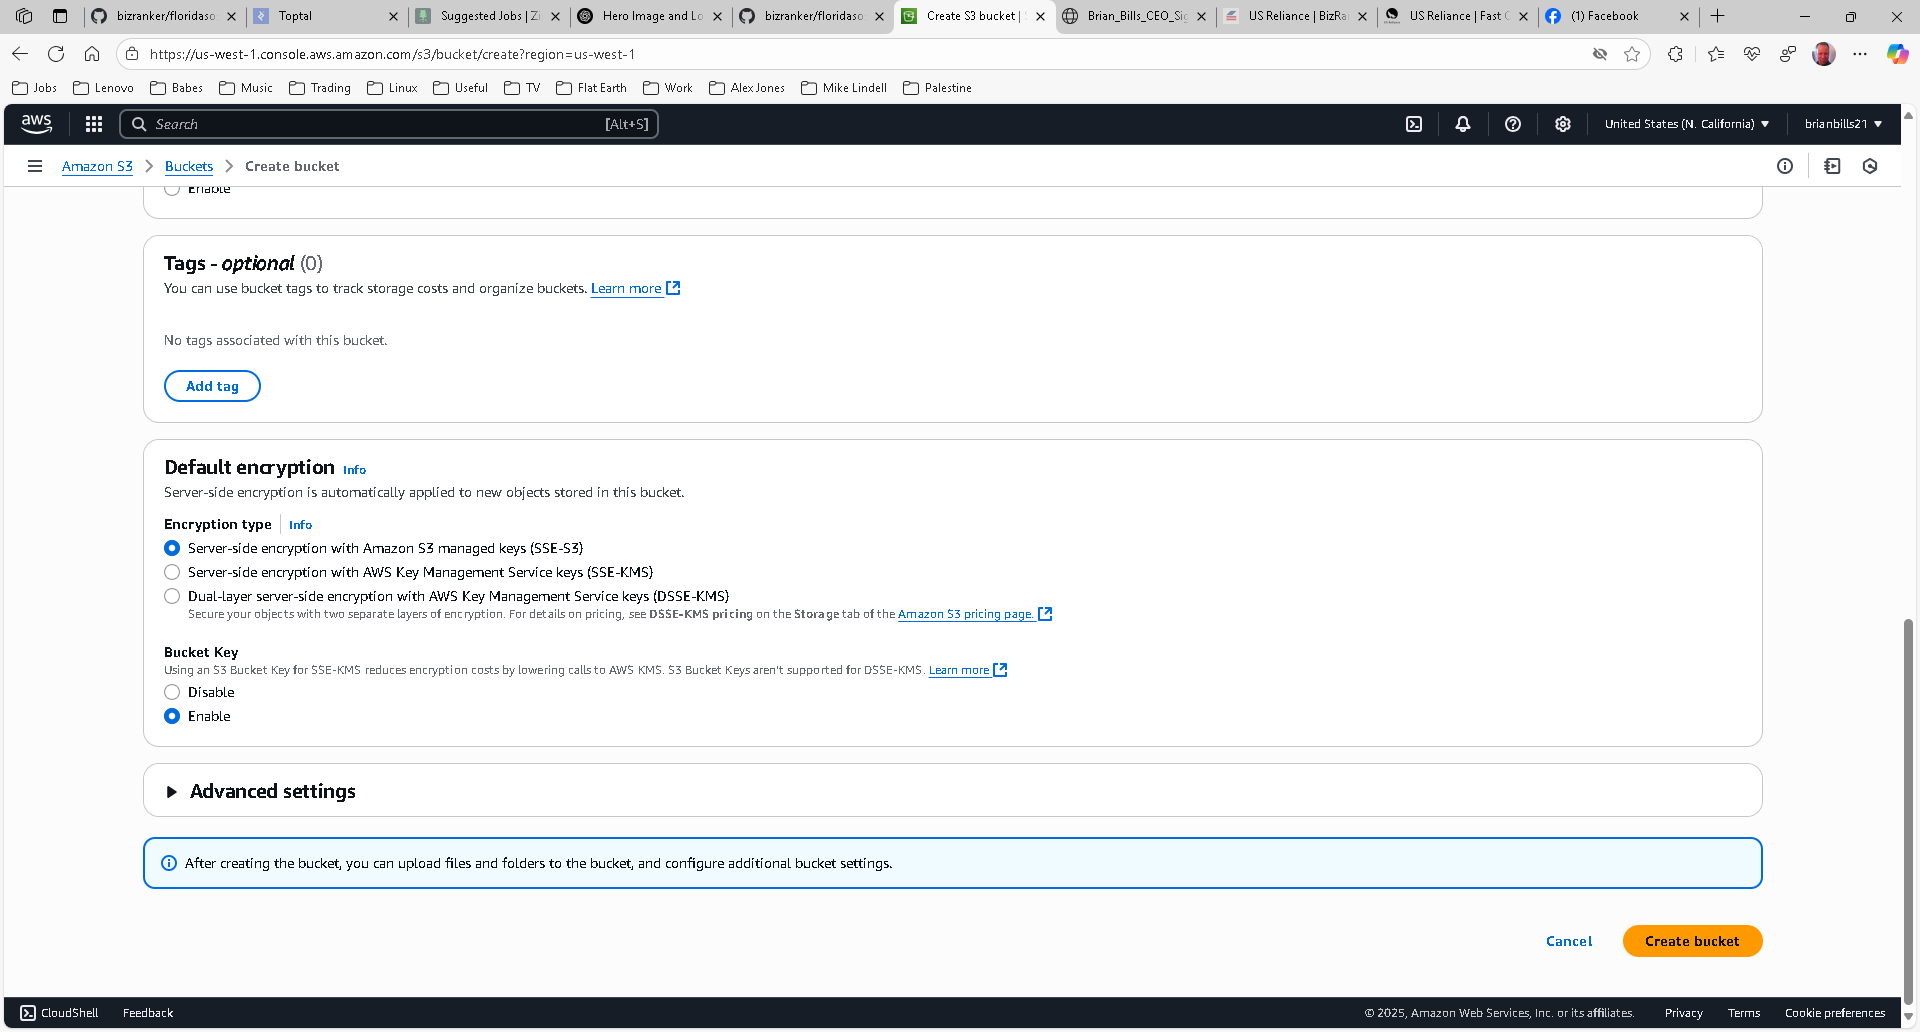 bizranker/floridaso
Toptal
Suggested Jobs | Zi
Hero Image and Lo
bizranker/floridaso
Create S3 bucket |
Brian_Bills_CEO_Sig
US Reliance | BizRa
US Reliance | Fast C
(1) Facebook
https://us-west-1.console.aws.amazon.com/s3/bucket/create?region=us-west-1
Jobs
Lenovo
Babes
Music
Trading
Linux
Useful
TV
Flat Earth
Work
Alex Jones
Mike Lindell
Palestine
aws
Search
[Alt+S]
United States (N. California)
brianbills21
Amazon S3
Buckets
Create bucket
Enable
Tags - optional (0)
You can use bucket tags to track storage costs and organize buckets. Learn more
No tags associated with this bucket.
Add tag
Default encryption Info
Server-side encryption is automatically applied to new objects stored in this bucket.
Encryption type Info
Server-side encryption with Amazon S3 managed keys (SSE-S3)
Server-side encryption with AWS Key Management Service keys (SSE-KMS)
Dual-layer server-side encryption with AWS Key Management Service keys (DSSE-KMS)
Secure your objects with two separate layers of encryption. For details on pricing, see DSSE-KMS pricing on the Storage tab of the Amazon S3 pricing page.
Bucket Key
Using an S3 Bucket Key for SSE-KMS reduces encryption costs by lowering calls to AWS KMS. S3 Bucket Keys aren't supported for DSSE-KMS. Learn more
Disable
Enable
Advanced settings
After creating the bucket, you can upload files and folders to the bucket, and configure additional bucket settings.
Cancel
Create bucket
CloudShell
Feedback
© 2025, Amazon Web Services, Inc. or its affiliates.
Privacy
Terms
Cookie preferences